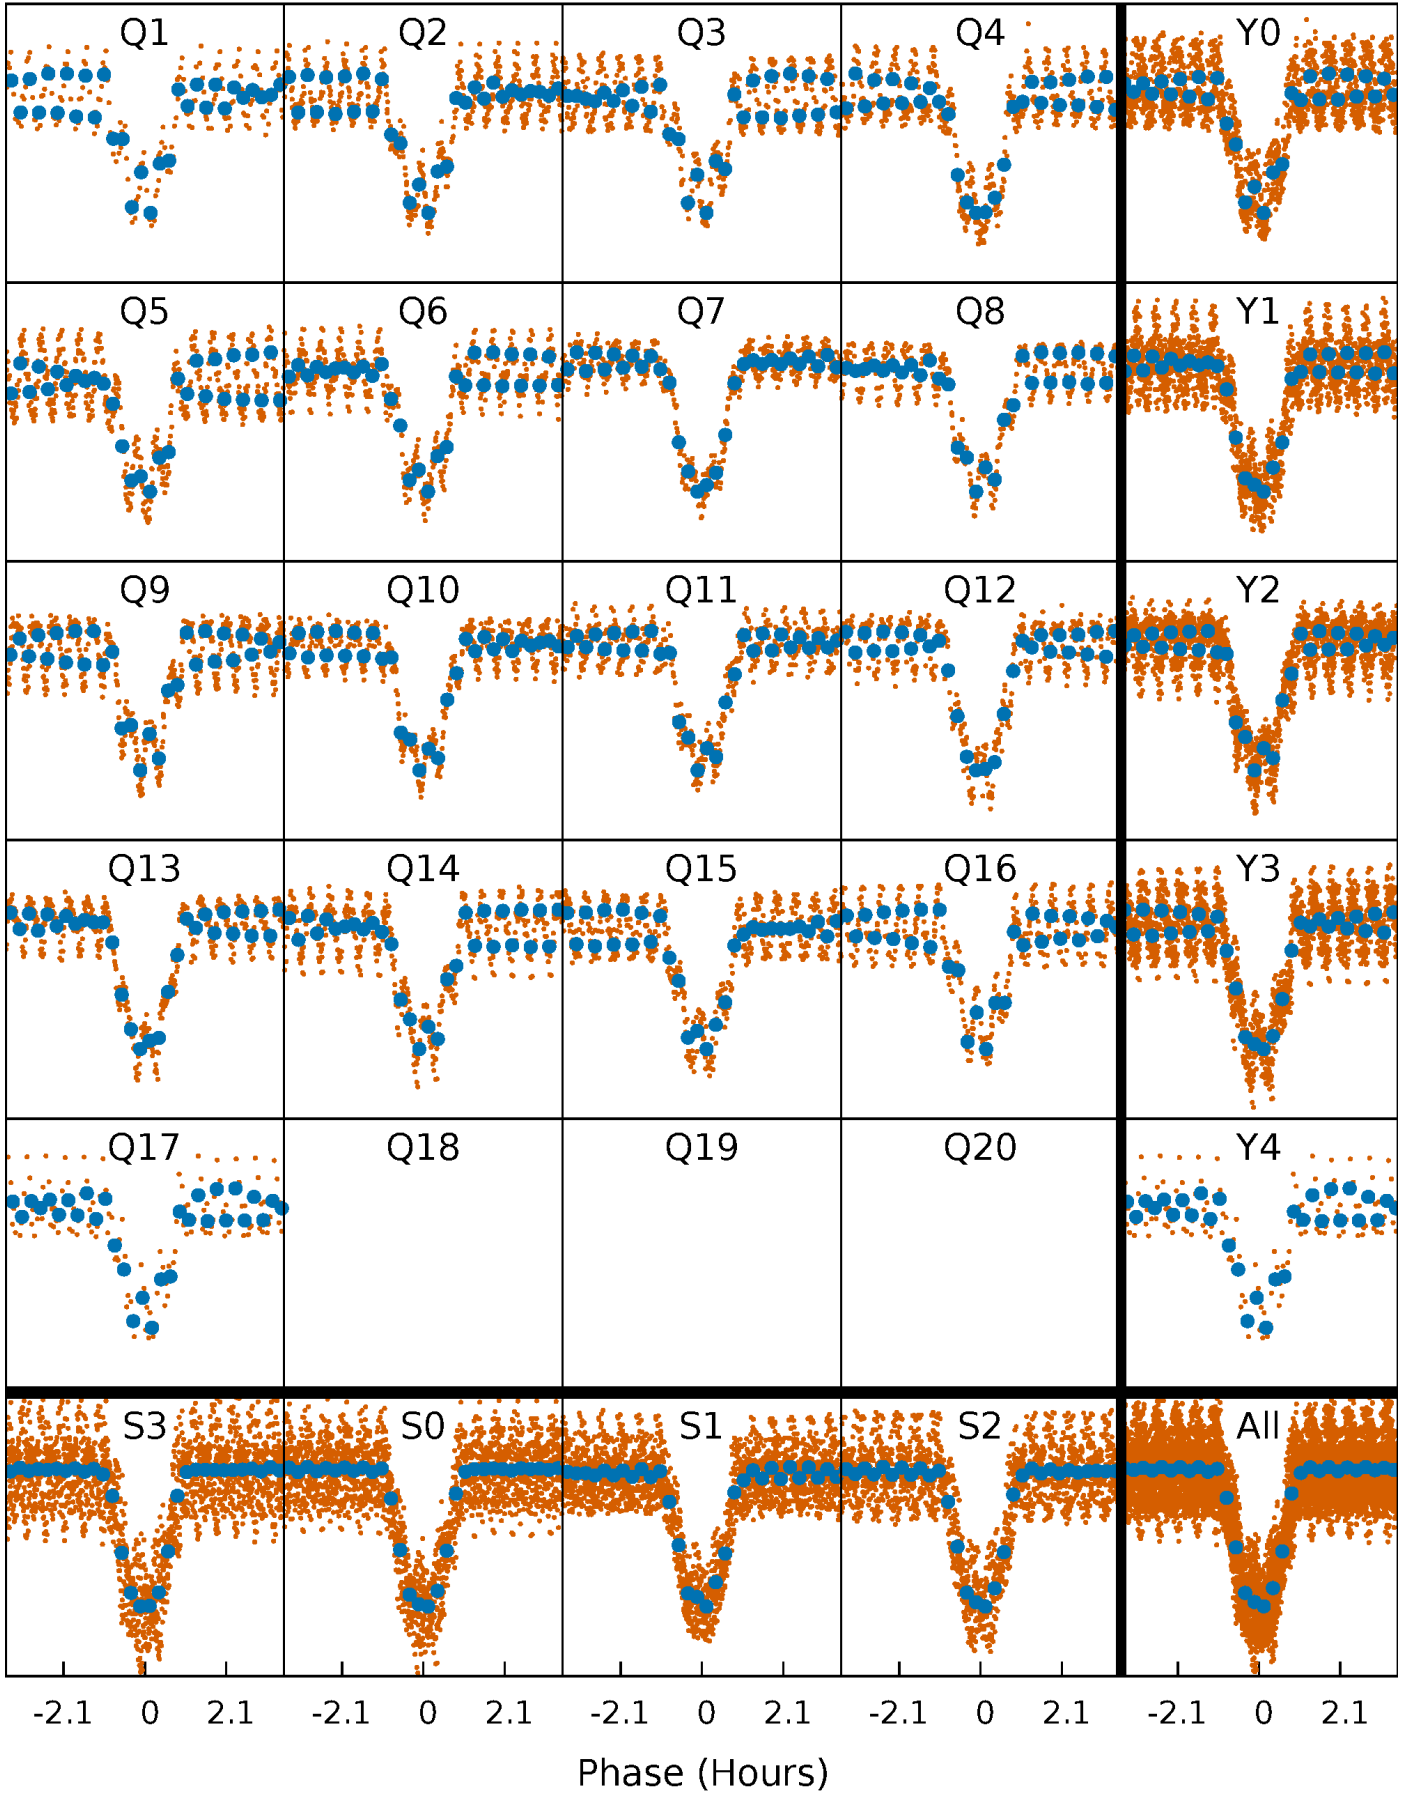 Q1 Q2 Q3 Q4 Y0
Q5 Q6 Q7 Q8 Y1
Q9 Q10 Q11 Q12 Y2
Q13 Q14 Q15 Q16 Y3
Q17 Q18 Q19 Q20 Y4
S3 S0 S1 S2 All
-2.1 0 2.1 -2.1 0 2.1 -2.1 0 2.1 -2.1 0 2.1 -2.1 0 2.1
Phase (Hours)